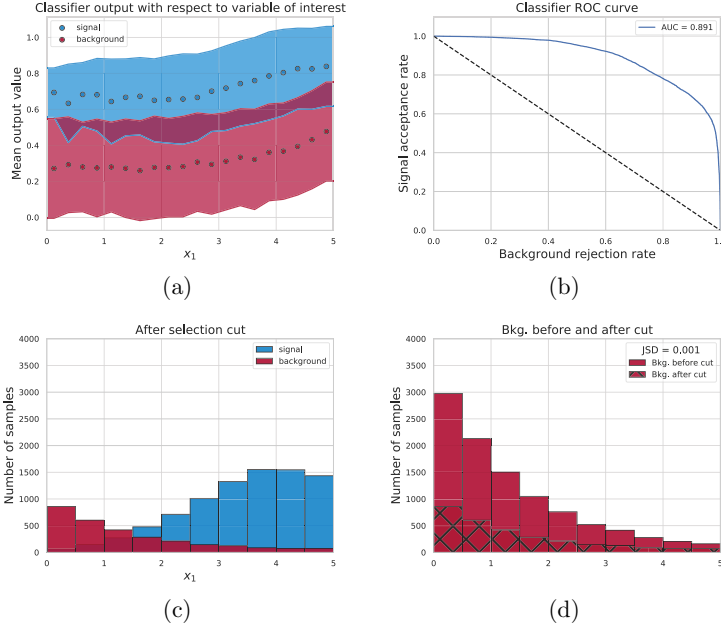 Classifier output with respect to variable of interest
signal
background
Mean output value
1.0
0.8
0.6
0.4
0.2
0.0
0 1 2 3 4 5
x1
(a)
Classifier ROC curve
AUC = 0.891
Signal acceptance rate
1.0
0.8
0.6
0.4
0.2
0.0
0.0 0.2 0.4 0.6 0.8 1.0
Background rejection rate
(b)
After selection cut
signal
background
Number of samples
4000
3500
3000
2500
2000
1500
1000
500
0
0 1 2 3 4 5
x1
(c)
Bkg. before and after cut
JSD = 0.001
Bkg. before cut
Bkg. after cut
Number of samples
4000
3500
3000
2500
2000
1500
1000
500
0
0 1 2 3 4 5
(d)